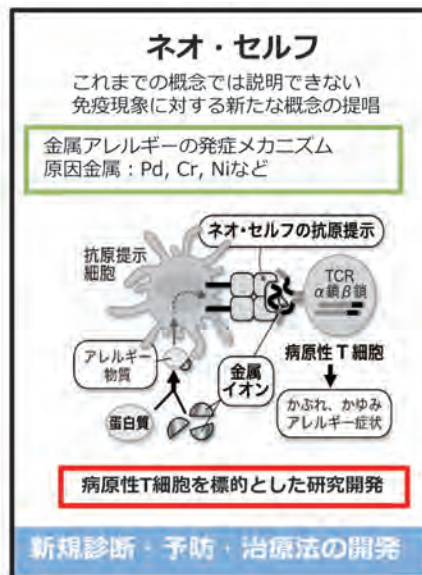 ネオ・セルフ
これまでの概念では説明できない
免疫現象に対する新たな概念の提唱
金属アレルギーの発症メカニズム
原因金属：Pd, Cr, Niなど
ネオ・セルフの抗原提示
抗原提示
細胞
TCR
α鎖β鎖
アレルギー
物質
金属
イオン
病原性T細胞
蛋白質
かぶれ、かゆみ
アレルギー症状
病原性T細胞を標的とした研究開発
新規診断・予防・治療法の開発